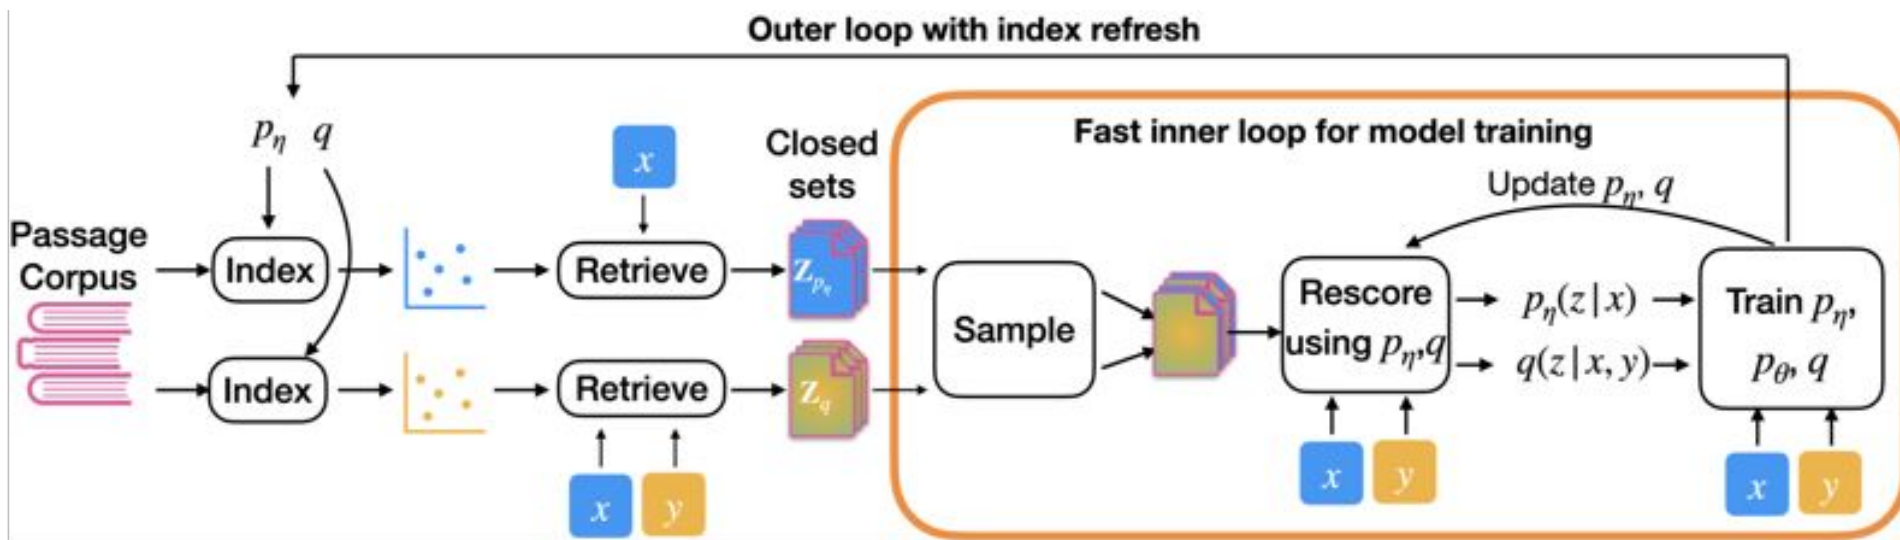 Outer loop with index refresh
Fast inner loop for model training
pη q
x
Closed
sets
Update pη, q
Passage
Corpus
Index
Retrieve
Zpη
Sample
Rescore
using pη,q
pη(z|x)
q(z|x, y)
Train pη,
pθ, q
Index
Retrieve
Zq
x y
x y
x y